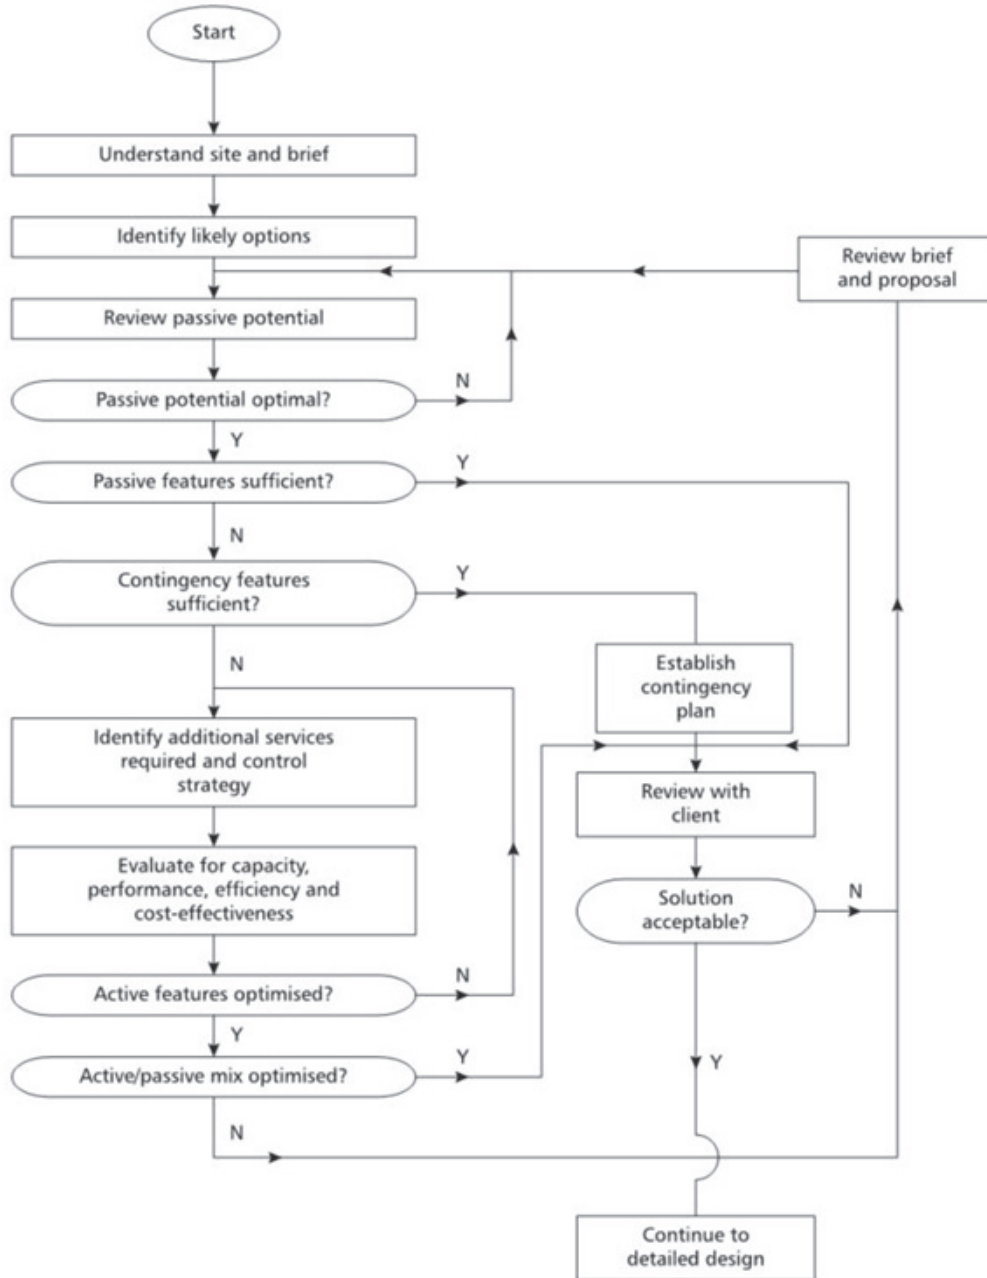 Start
Understand site and brief
Identify likely options
Review brief
and proposal
Review passive potential
Passive potential optimal?
N
Y
Passive features sufficient?
Y
N
Contingency features
sufficient?
Y
N
Establish
contingency
plan
Identify additional services
required and control
strategy
Review with
client
Evaluate for capacity,
performance, efficiency and
cost-effectiveness
Solution
acceptable?
N
Active features optimised?
N
Y
Active/passive mix optimised?
Y
Y
N
Continue to
detailed design